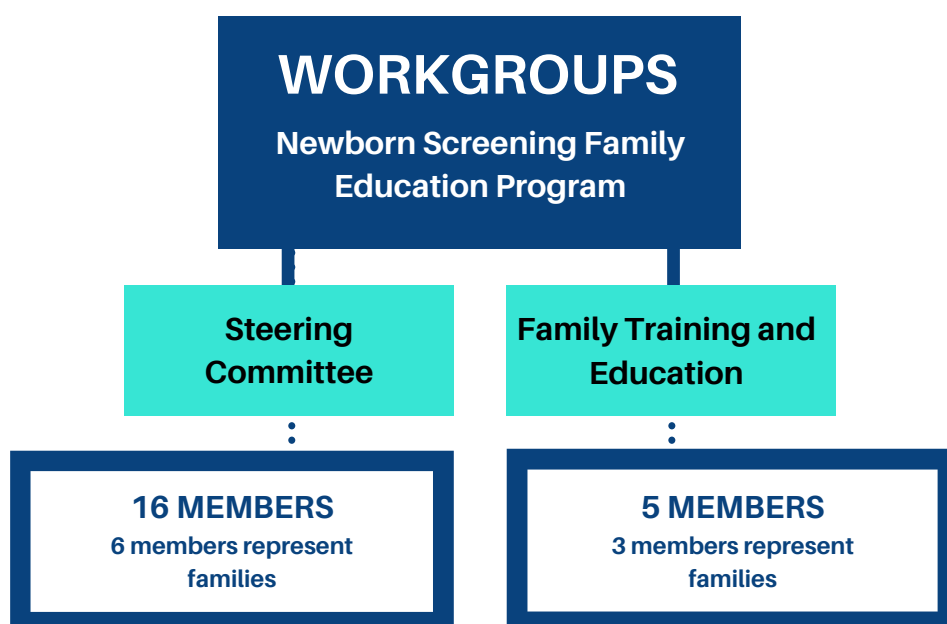 WORKGROUPS
Newborn Screening Family
Education Program
Steering
Committee
Family Training and
Education
16 MEMBERS
6 members represent
families
5 MEMBERS
3 members represent
families